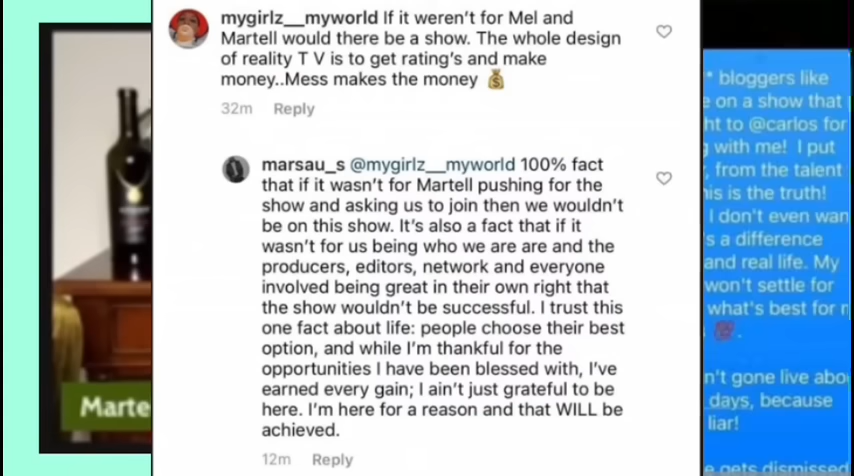 mygirlz__myworld If it weren't for Mel and
Martell would there be a show. The whole design
of reality T V is to get rating's and make
money..Mess makes the money 💰
32m Reply
marsau_s @mygirlz__myworld 100% fact
that if it wasn't for Martell pushing for the
show and asking us to join then we wouldn't
be on this show. It's also a fact that if it
wasn't for us being who we are are and the
producers, editors, network and everyone
involved being great in their own right that
the show wouldn't be successful. I trust this
one fact about life: people choose their best
option, and while I'm thankful for the
opportunities I have been blessed with, I've
earned every gain; I ain't just grateful to be
here. I'm here for a reason and that WILL be
achieved.
12m Reply
Marte
* bloggers like
e on a show that
ht to @carlos for
with me! I put
, from the talent
his is the truth!
I don't even wan
s a difference
and real life. My
won't settle for
what's best for
💯.
n't gone live abo
days, because
liar!
e gets dismissed